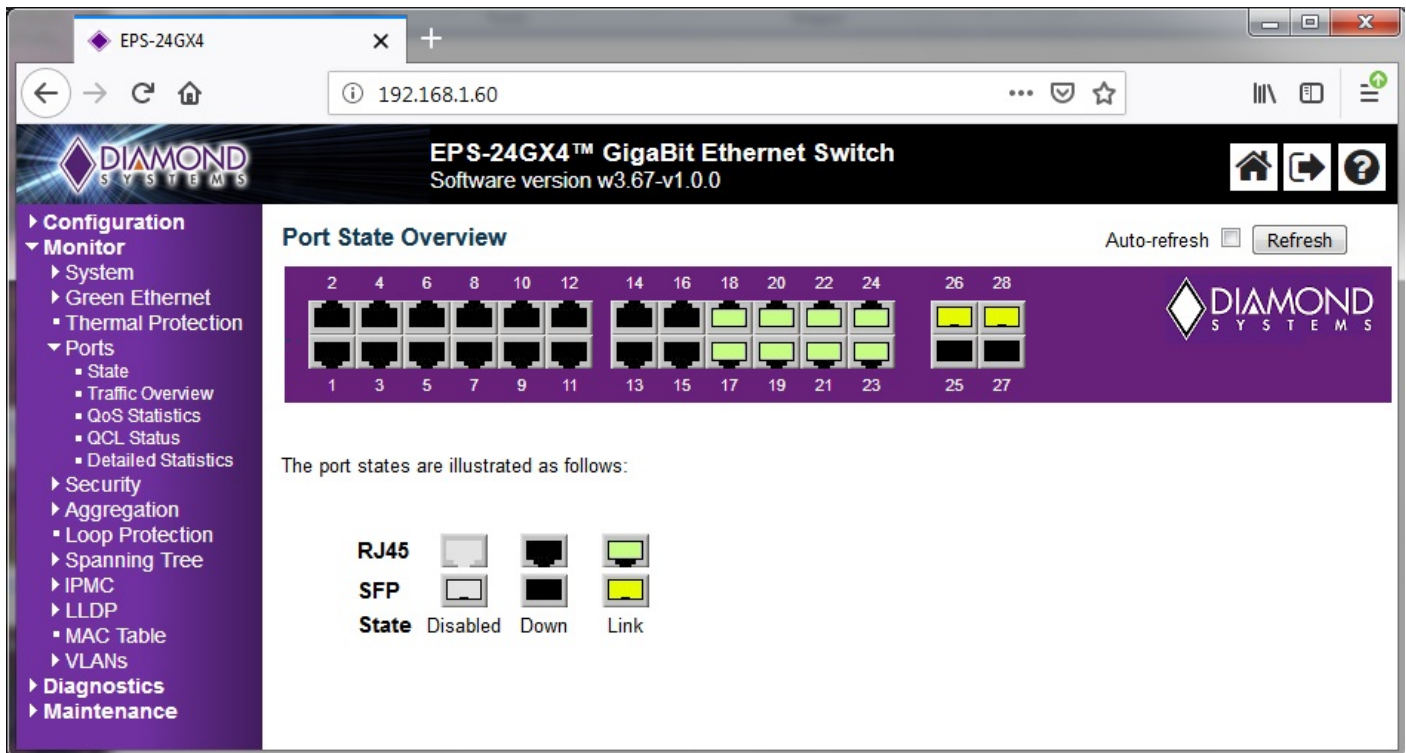 EPS-24GX4
192.168.1.60
DIAMOND
SYSTEMS
EPS-24GX4™ GigaBit Ethernet Switch
Software version w3.67-v1.0.0
Configuration
Monitor
System
Green Ethernet
Thermal Protection
Ports
State
Traffic Overview
QoS Statistics
QCL Status
Detailed Statistics
Security
Aggregation
Loop Protection
Spanning Tree
IPMC
LLDP
MAC Table
VLANs
Diagnostics
Maintenance
Port State Overview
Auto-refresh Refresh
2 4 6 8 10 12 14 16 18 20 22 24 26 28
1 3 5 7 9 11 13 15 17 19 21 23 25 27
DIAMOND
SYSTEMS
The port states are illustrated as follows:
RJ45
SFP
State Disabled Down Link